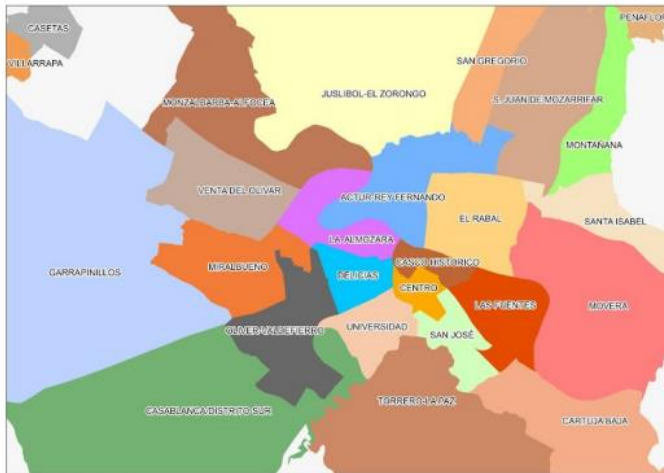 PEÑAFLOR
CASETAS
VILLARRAPA
SAN GREGORIO
JUSLIBOL-EL ZORONGO
S. JUAN DE MOZARRIFAR
MONZALBARBA-ALFOCEA
MONTAÑANA
VENTA DEL OLIVAR
ACTUR-REY FERNANDO
EL RABAL
SANTA ISABEL
LA ALMOZARA
CASCO HISTORICO
MIRALBUENO
GARRAPINILLOS
DELICIAS
CENTRO
LAS FUENTES
MOVERA
OLIVER-VALDEFIERRO
UNIVERSIDAD
SAN JOSÉ
TORRERO-LA PAZ
CASABLANCA/DISTRITO SUR
CARTUJA BAJA